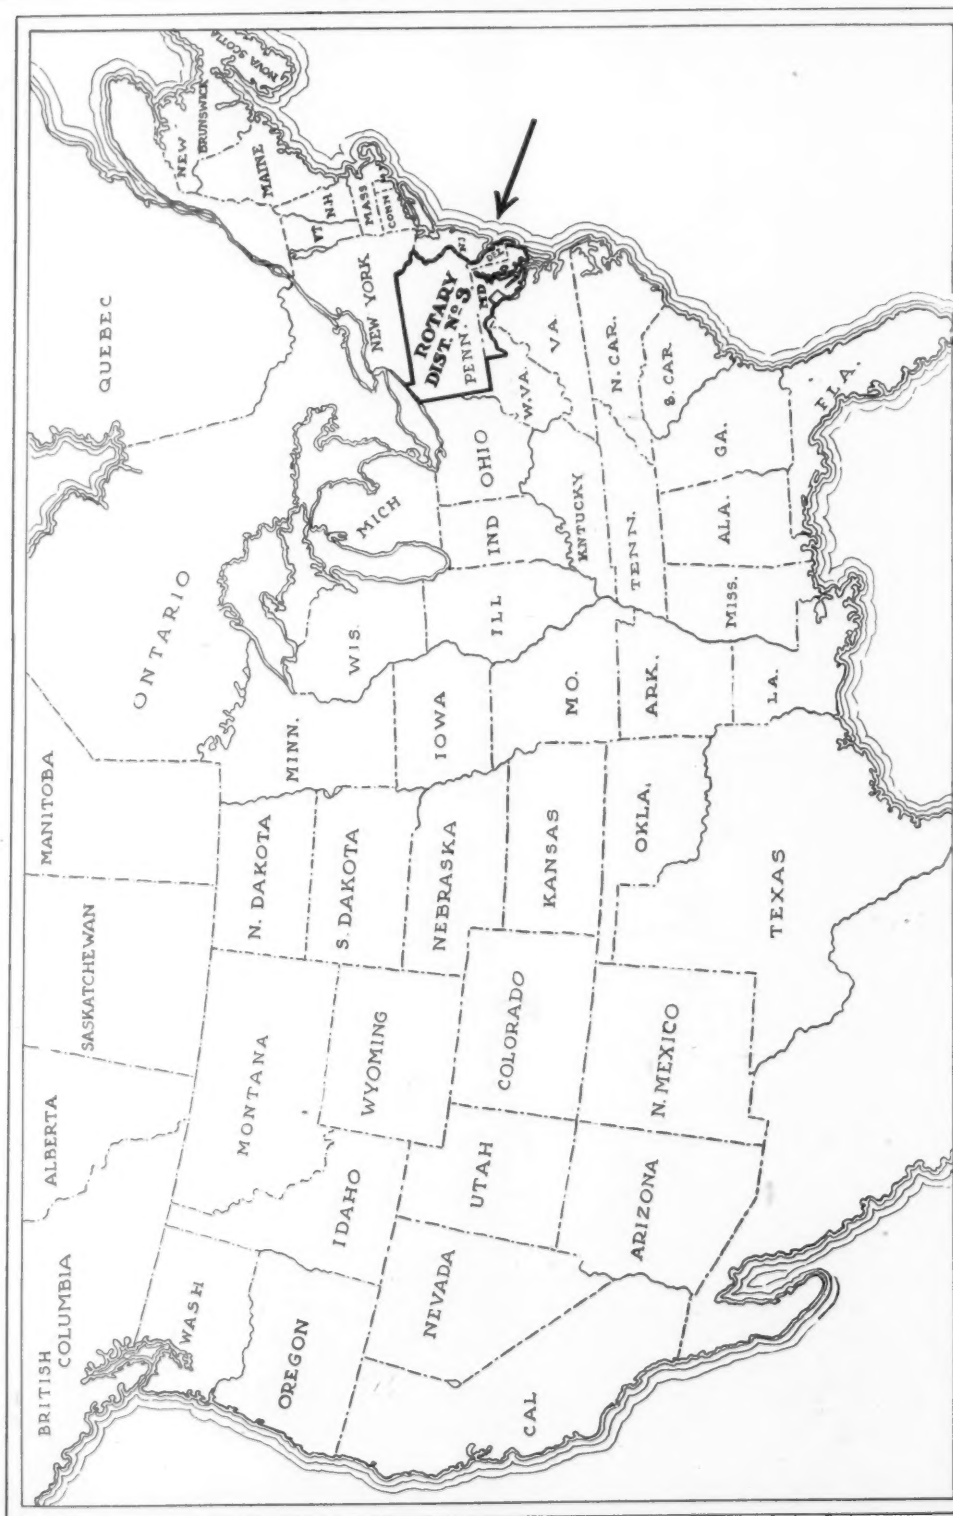 BRITISH
COLUMBIA
ALBERTA
SASKATCHEWAN
MANITOBA
ONTARIO
QUEBEC
NEW
BRUNSWICK
NOVA SCOTIA
MAINE
VT
N.H
MASS
CONN
NEW YORK
ROTARY
DIST. Nº 3
PENN.
N.J
MD
WASH
MONTANA
N. DAKOTA
MINN.
WIS.
MICH
OREGON
IDAHO
WYOMING
S. DAKOTA
IOWA
ILL
IND
OHIO
W.VA.
VA.
NEBRASKA
NEVADA
UTAH
COLORADO
KANSAS
MO.
KNTUCKY
CAL
ARIZONA
N. MEXICO
OKLA.
ARK.
TENN.
N. CAR.
S. CAR
TEXAS
LA.
MISS.
ALA.
GA.
FLA.